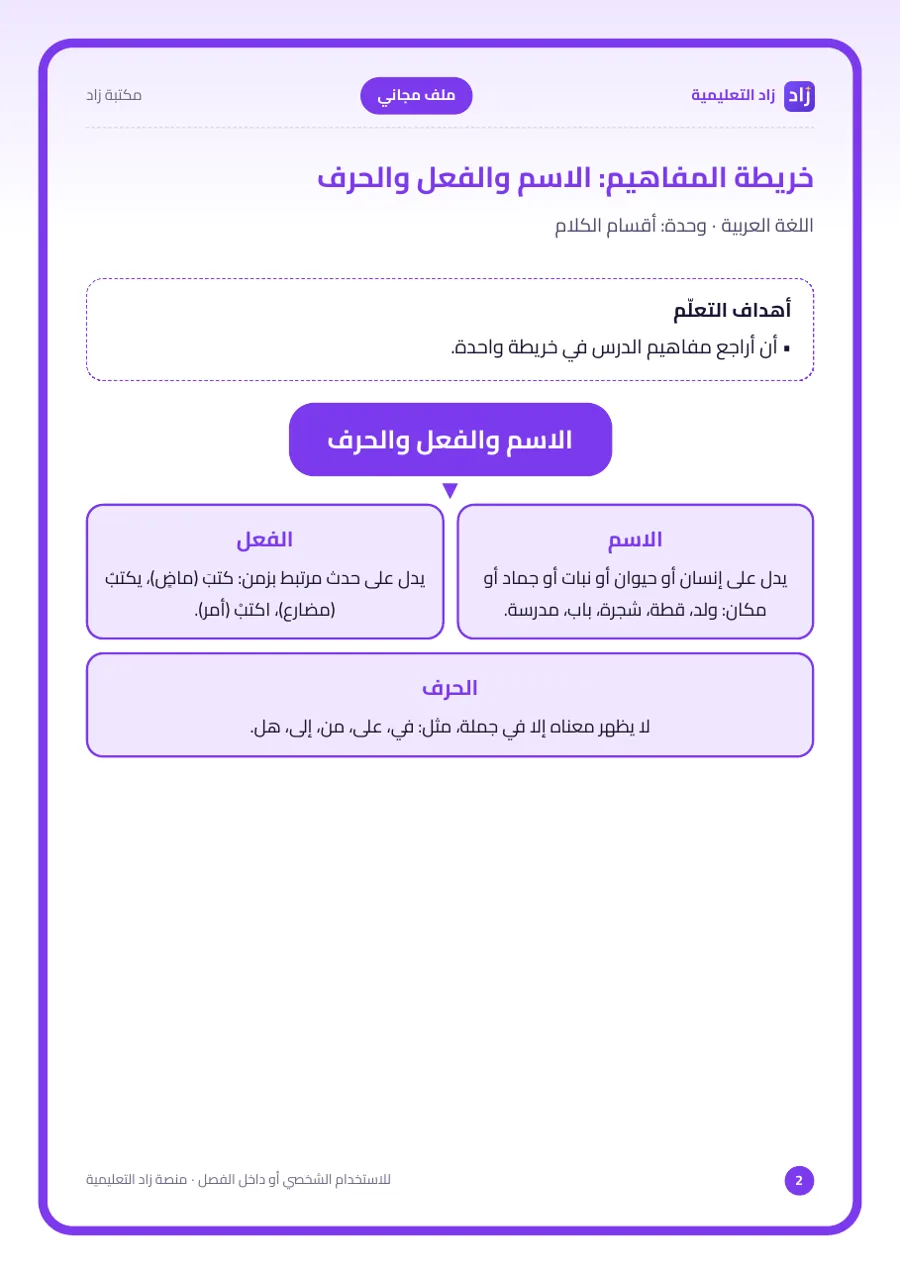 زاد
زاد التعليمية
ملف مجاني
مكتبة زاد
خريطة المفاهيم: الاسم والفعل والحرف
اللغة العربية · وحدة: أقسام الكلام
أهداف التعلّم
▪ أن أراجع مفاهيم الدرس في خريطة واحدة.
الاسم والفعل والحرف
الاسم
يدل على إنسان أو حيوان أو نبات أو جماد أو
مكان: ولد، قطة، شجرة، باب، مدرسة.
الفعل
يدل على حدث مرتبط بزمن: كتبَ (ماضٍ)، يكتبُ
(مضارع)، اكتبْ (أمر).
الحرف
لا يظهر معناه إلا في جملة، مثل: في، على، من، إلى، هل.
2
للاستخدام الشخصي أو داخل الفصل · منصة زاد التعليمية